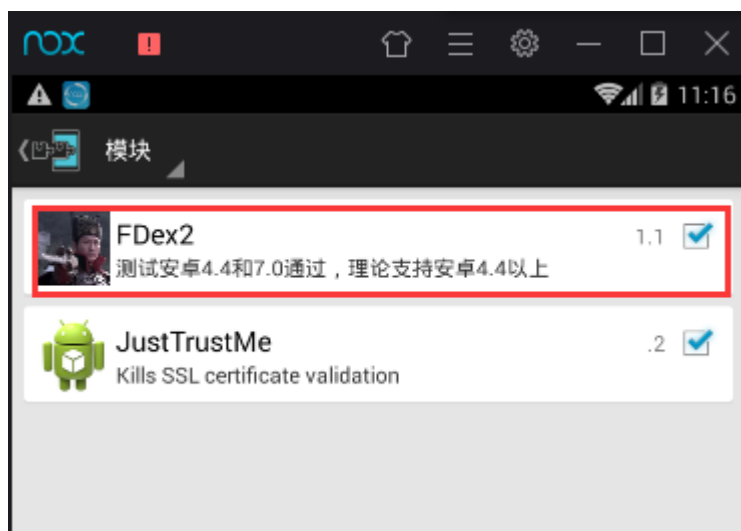 nox
11:16
模块
FDex2
1.1
测试安卓4.4和7.0通过，理论支持安卓4.4以上
JustTrustMe
.2
Kills SSL certificate validation